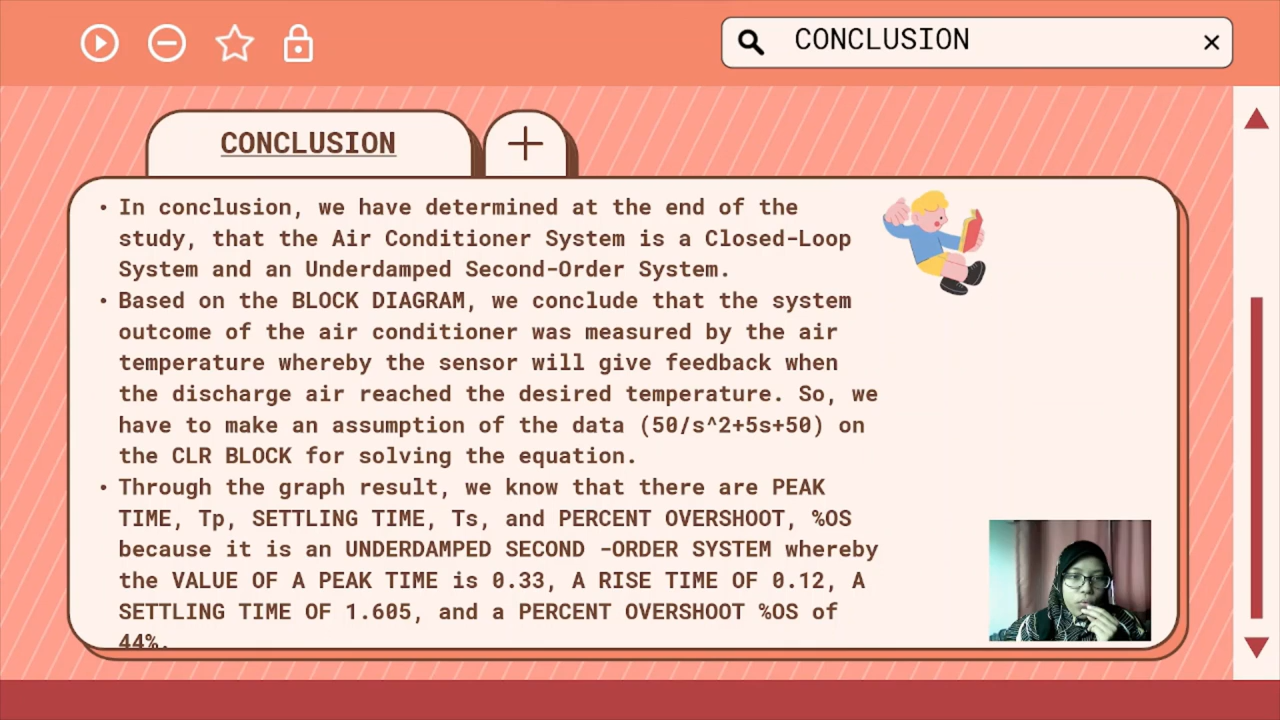 CONCLUSION
CONCLUSION
• In conclusion, we have determined at the end of the
study, that the Air Conditioner System is a Closed-Loop
System and an Underdamped Second-Order System.
• Based on the BLOCK DIAGRAM, we conclude that the system
outcome of the air conditioner was measured by the air
temperature whereby the sensor will give feedback when
the discharge air reached the desired temperature. So, we
have to make an assumption of the data (50/s^2+5s+50) on
the CLR BLOCK for solving the equation.
• Through the graph result, we know that there are PEAK
TIME, Tp, SETTLING TIME, Ts, and PERCENT OVERSHOOT, %OS
because it is an UNDERDAMPED SECOND -ORDER SYSTEM whereby
the VALUE OF A PEAK TIME is 0.33, A RISE TIME OF 0.12, A
SETTLING TIME OF 1.605, and a PERCENT OVERSHOOT %OS of
44%.